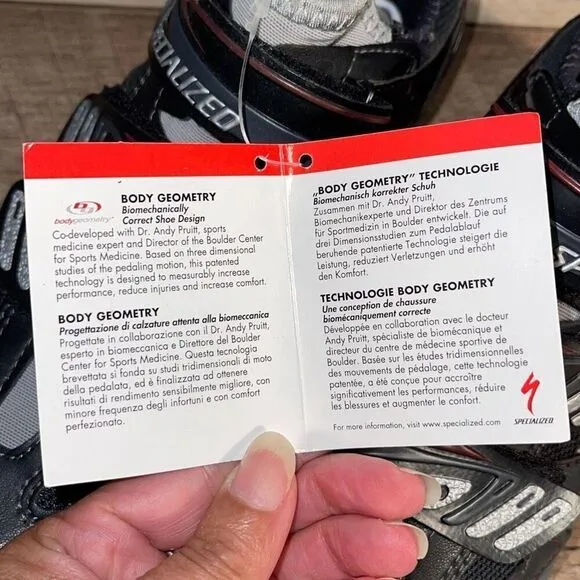 SPECIALIZED
BODY GEOMETRY
Biomechanically
Correct Shoe Design
bodygeometry
Co-developed with Dr. Andy Pruitt, sports
medicine expert and Director of the Boulder Center
for Sports Medicine. Based on three dimensional
studies of the pedaling motion, this patented
technology is designed to measurably increase
performance, reduce injuries and increase comfort.
BODY GEOMETRY
Progettazione di calzature attenta alla biomeccanica
Progettate in collaborazione con il Dr. Andy Pruitt,
esperto in biomeccanica e Direttore del Boulder
Center for Sports Medicine. Questa tecnologia
brevettata si fonda su studi tridimensionali di moto
della pedalata, ed è finalizzata ad ottenere
risultati di rendimento sensibilmente migliore, con
minore frequenza degli infortuni e con comfort
perfezionato.
„BODY GEOMETRY" TECHNOLOGIE
Biomechanisch korrekter Schuh
Zusammen mit Dr. Andy Pruitt,
Biomechanikexperte und Direktor des Zentrums
für Sportmedizin in Boulder entwickelt. Die auf
drei Dimensionsstudien zum Pedalablauf
beruhende patentierte Technologie steigert die
Leistung, reduziert Verletzungen und erhöht
den Komfort.
TECHNOLOGIE BODY GEOMETRY
Une conception de chaussure
biomécaniquement correcte
Développée en collaboration avec le docteur
Andy Pruitt, spécialiste de biomécanique et
directeur du centre de médecine sportive de
Boulder. Basée sur les études tridimensionnelles
des mouvements de pédalage, cette technologie
patentée, a été conçue pour accroître
significativement les performances, réduire
les blessures et augmenter le confort.
For more information, visit www.specialized.com
SPECIALIZED